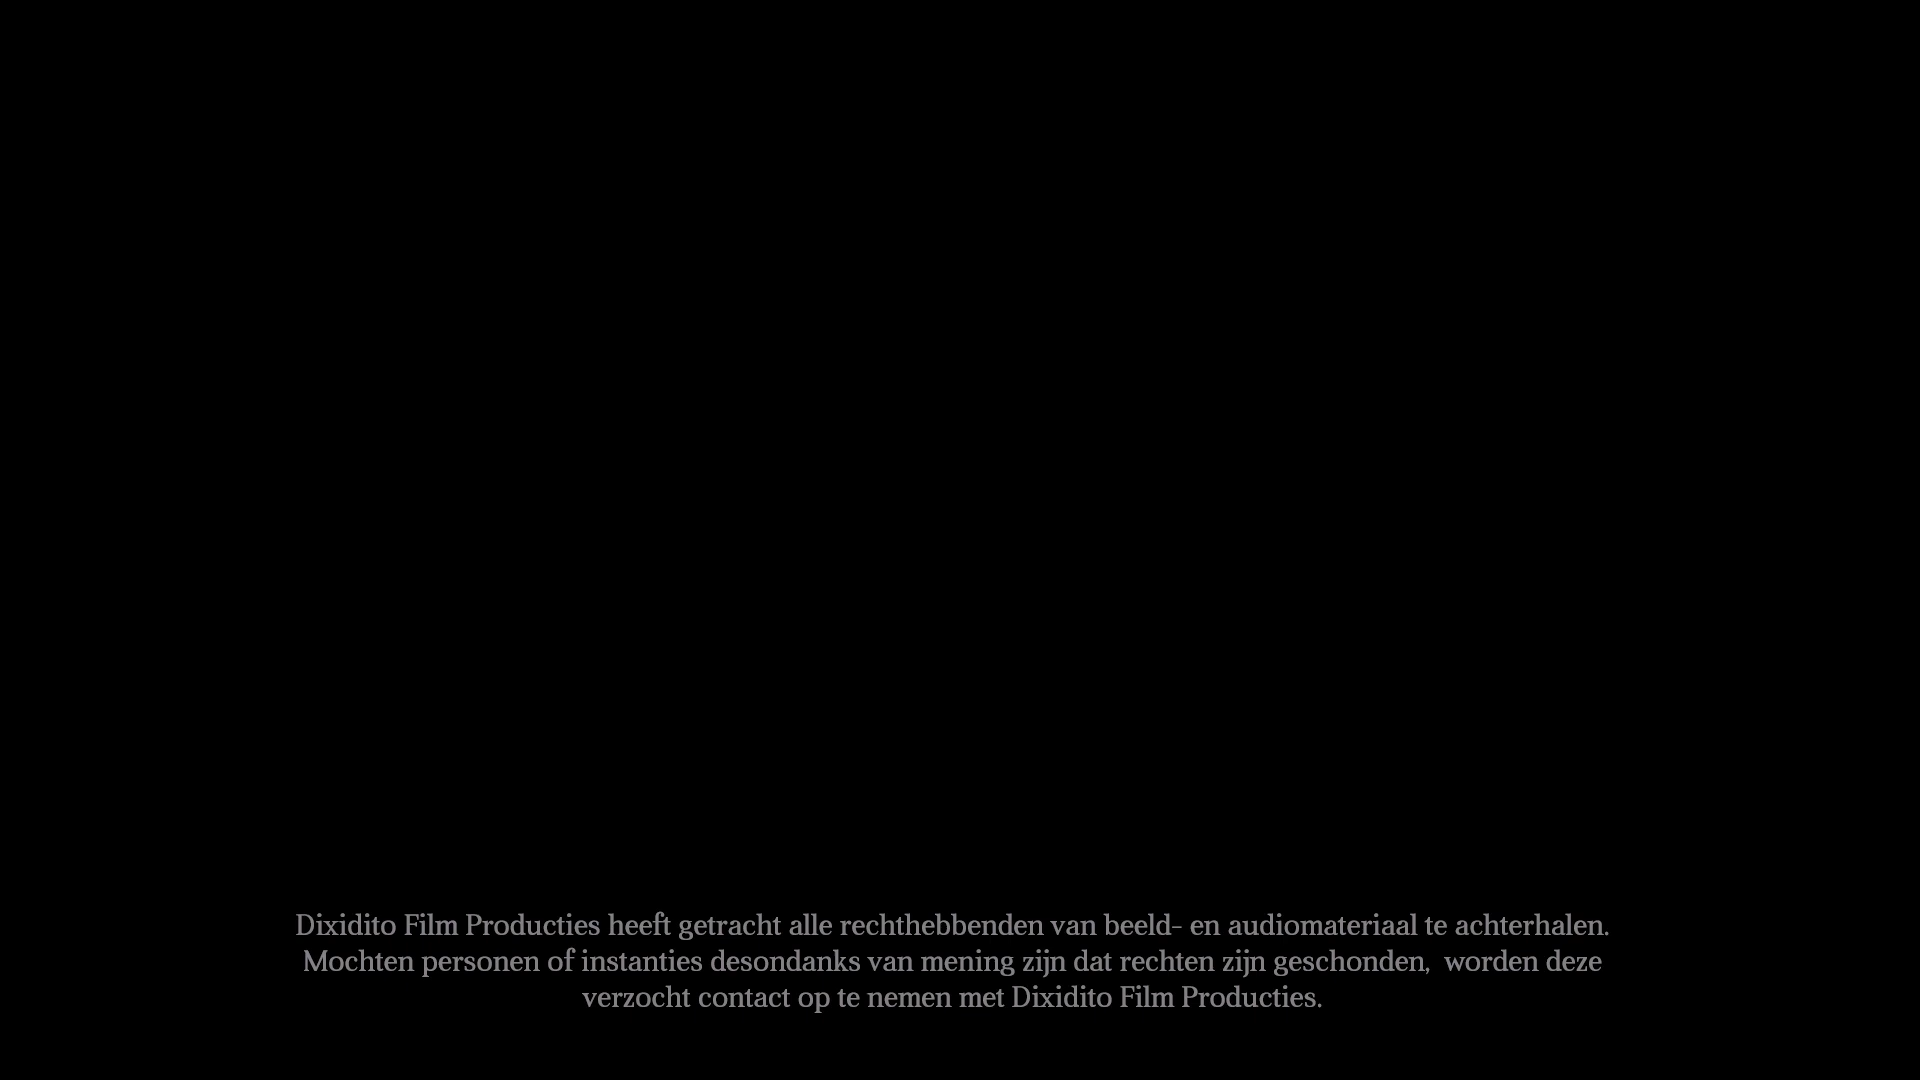 Dixidito Film Producties heeft getracht alle rechthebbenden van beeld- en audiomateriaal te achterhalen.
Mochten personen of instanties desondanks van mening zijn dat rechten zijn geschonden,  worden deze
verzocht contact op te nemen met Dixidito Film Producties.